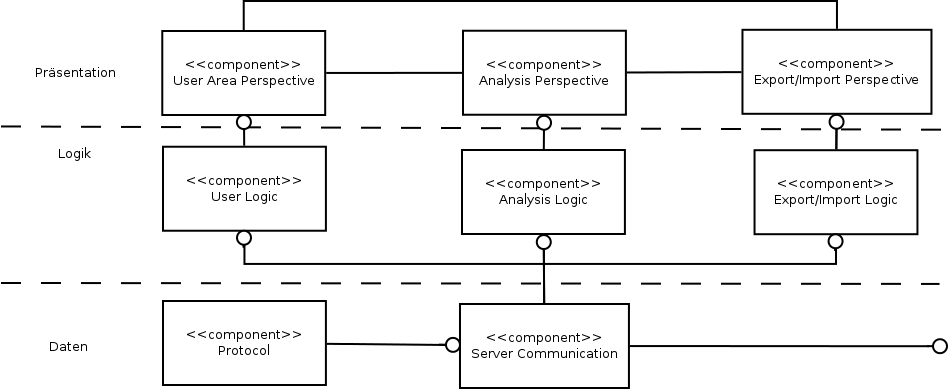 Präsentation
<<component>>
User Area Perspective
<<component>>
Analysis Perspective
<<component>>
Export/Import Perspective
Logik
<<component>>
User Logic
<<component>>
Analysis Logic
<<component>>
Export/Import Logic
Daten
<<component>>
Protocol
<<component>>
Server Communication